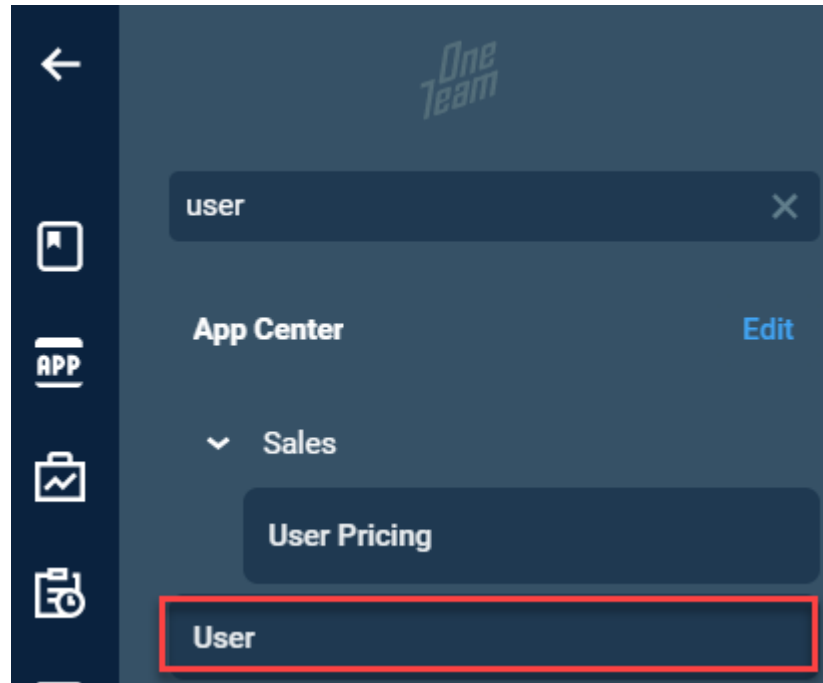 One
Team
user
App Center Edit
APP
Sales
User Pricing
User